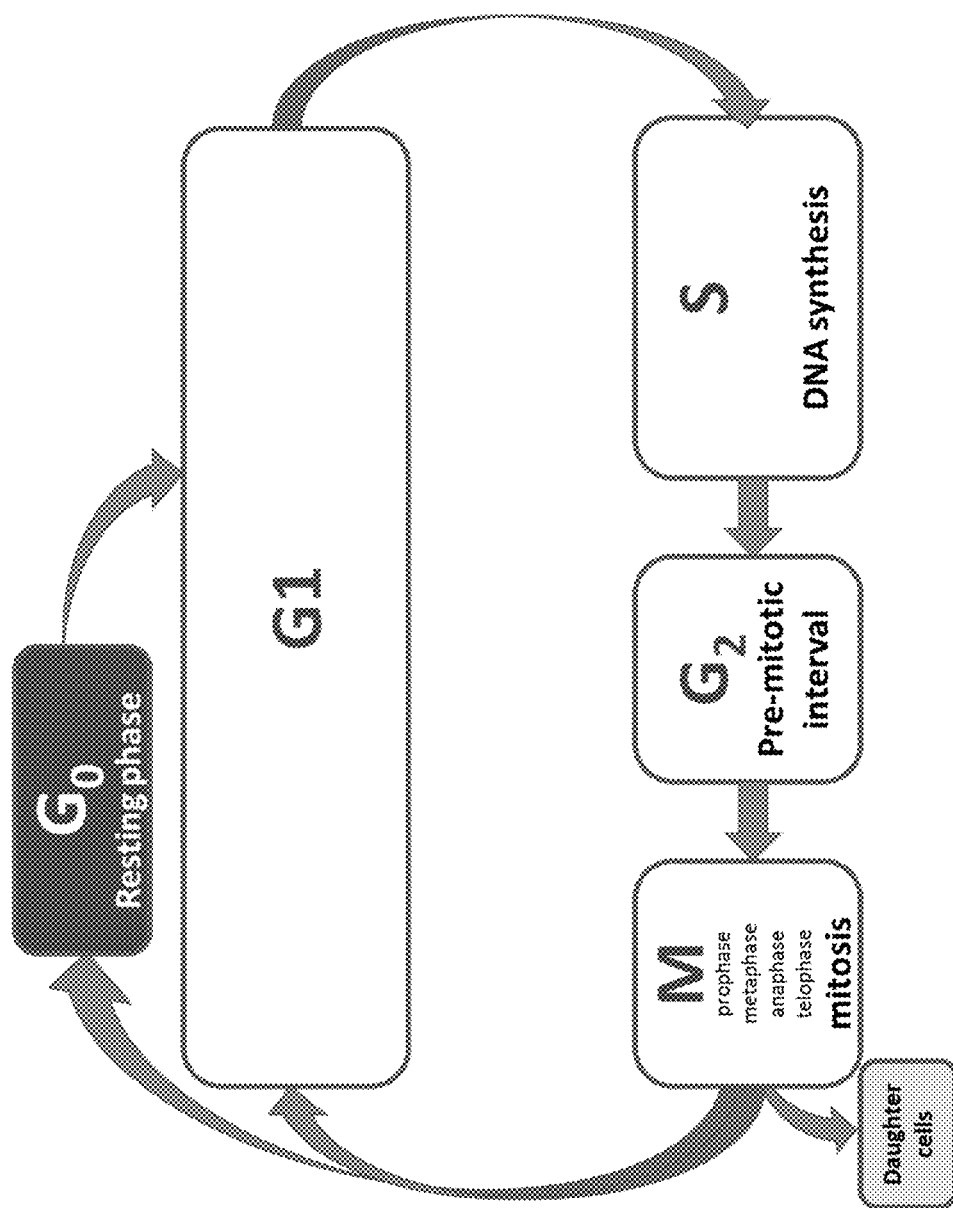 G0
Resting phase
G1
S
DNA synthesis
G2
Pre-mitotic
interval
M
prophase
metaphase
anaphase
telophase
mitosis
Daughter
cells